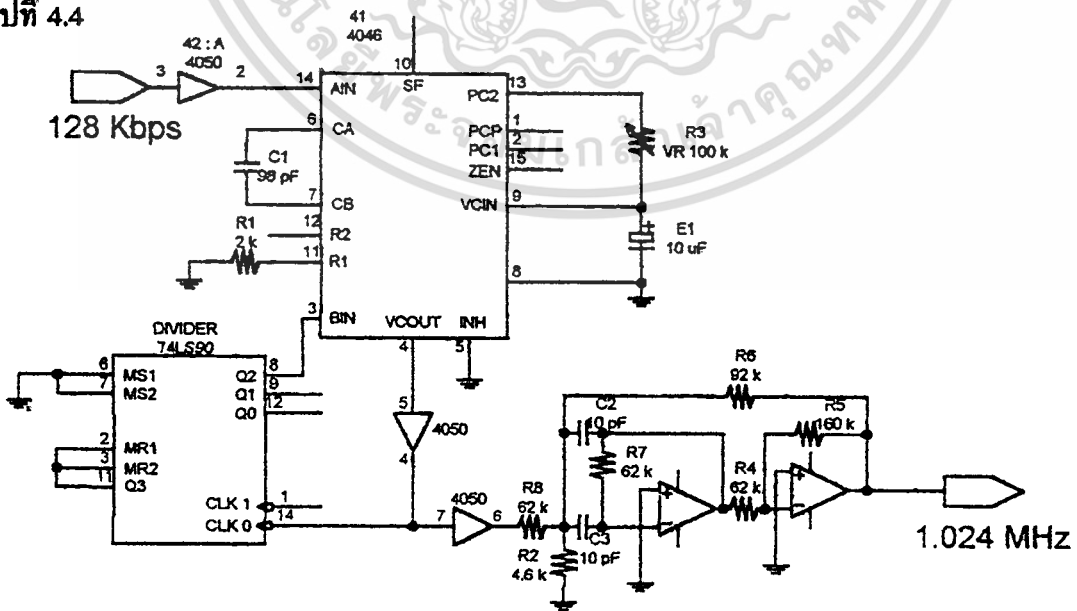 ปที่ 4.4
41
4046
42 : A
4050
3
2
14
10
13
AIN
SF
PC2
128 Kbps
6
CA
PCP
1
PC1
2
ZEN
15
R3
VR 100 k
C1
98 pF
7
CB
VCIN
9
R1
2 k
12
R2
E1
10 uF
11
R1
8
3
BIN
VCOUT
INH
4
5
DIVIDER
74LS90
6
MS1
Q2
8
7
MS2
Q1
9
Q0
12
5
4050
4
2
MR1
3
MR2
11
Q3
CLK 1
1
CLK 0
14
4050
7
6
R8
62 k
R2
4.6 k
C2
10 pF
R7
62 k
C3
10 pF
R6
92 k
R5
160 k
R4
62 k
1.024 MHz